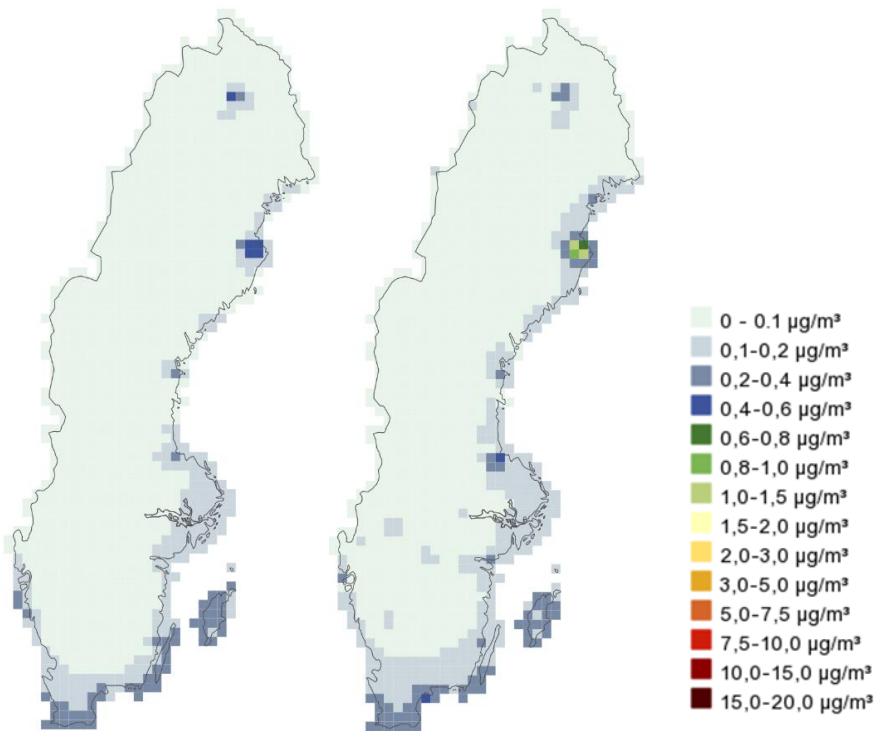 0 - 0.1 µg/m³
0,1-0,2 µg/m³
0,2-0,4 µg/m³
0,4-0,6 µg/m³
0,6-0,8 µg/m³
0,8-1,0 µg/m³
1,0-1,5 µg/m³
1,5-2,0 µg/m³
2,0-3,0 µg/m³
3,0-5,0 µg/m³
5,0-7,5 µg/m³
7,5-10,0 µg/m³
10,0-15,0 µg/m³
15,0-20,0 µg/m³